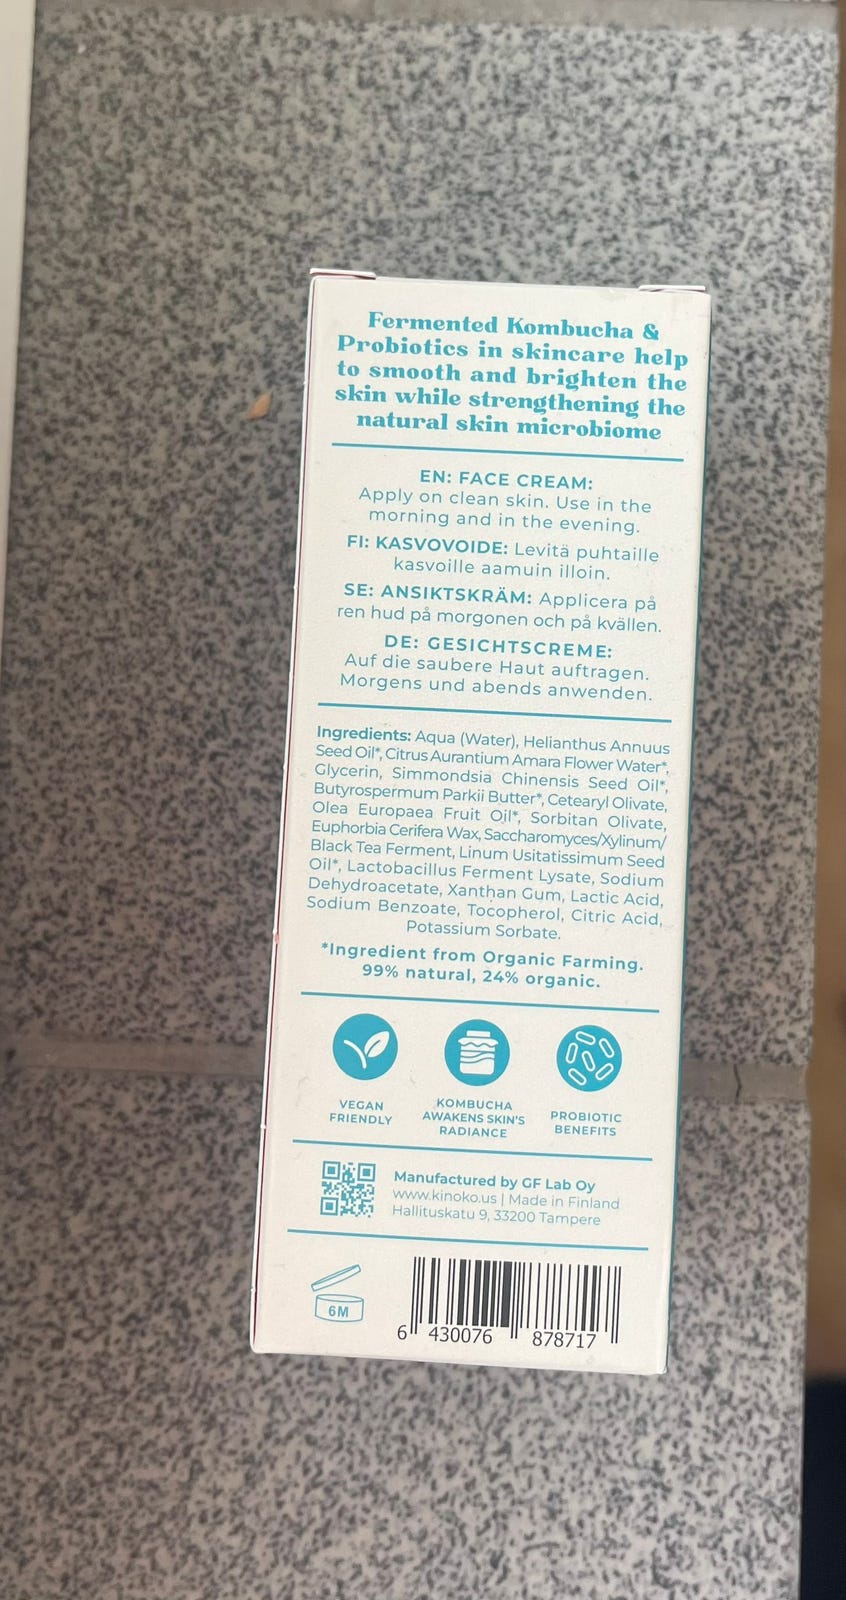 Fermented Kombucha &
Probiotics in skincare help
to smooth and brighten the
skin while strengthening the
natural skin microbiome
EN: FACE CREAM:
Apply on clean skin. Use in the
morning and in the evening.
FI: KASVOVOIDE: Levitä puhtaille
kasvoille aamuin illoin.
SE: ANSIKTSKRÄM: Applicera på
ren hud på morgonen och på kvällen.
DE: GESICHTSCREME:
Auf die saubere Haut auftragen.
Morgens und abends anwenden.
Ingredients: Aqua (Water), Helianthus Annuus
Seed Oil*, Citrus Aurantium Amara Flower Water*,
Glycerin, Simmondsia Chinensis Seed Oil*,
Butyrospermum Parkii Butter*, Cetearyl Olivate,
Olea Europaea Fruit Oil*, Sorbitan Olivate,
Euphorbia Cerifera Wax, Saccharomyces/Xylinum/
Black Tea Ferment, Linum Usitatissimum Seed
Oil*, Lactobacillus Ferment Lysate, Sodium
Dehydroacetate, Xanthan Gum, Lactic Acid,
Sodium Benzoate, Tocopherol, Citric Acid,
Potassium Sorbate.
*Ingredient from Organic Farming.
99% natural, 24% organic.
VEGAN
FRIENDLY
KOMBUCHA
AWAKENS SKIN'S
RADIANCE
PROBIOTIC
BENEFITS
Manufactured by GF Lab Oy
www.kinoko.us | Made in Finland
Hallituskatu 9, 33200 Tampere
6M
6 430076 878717